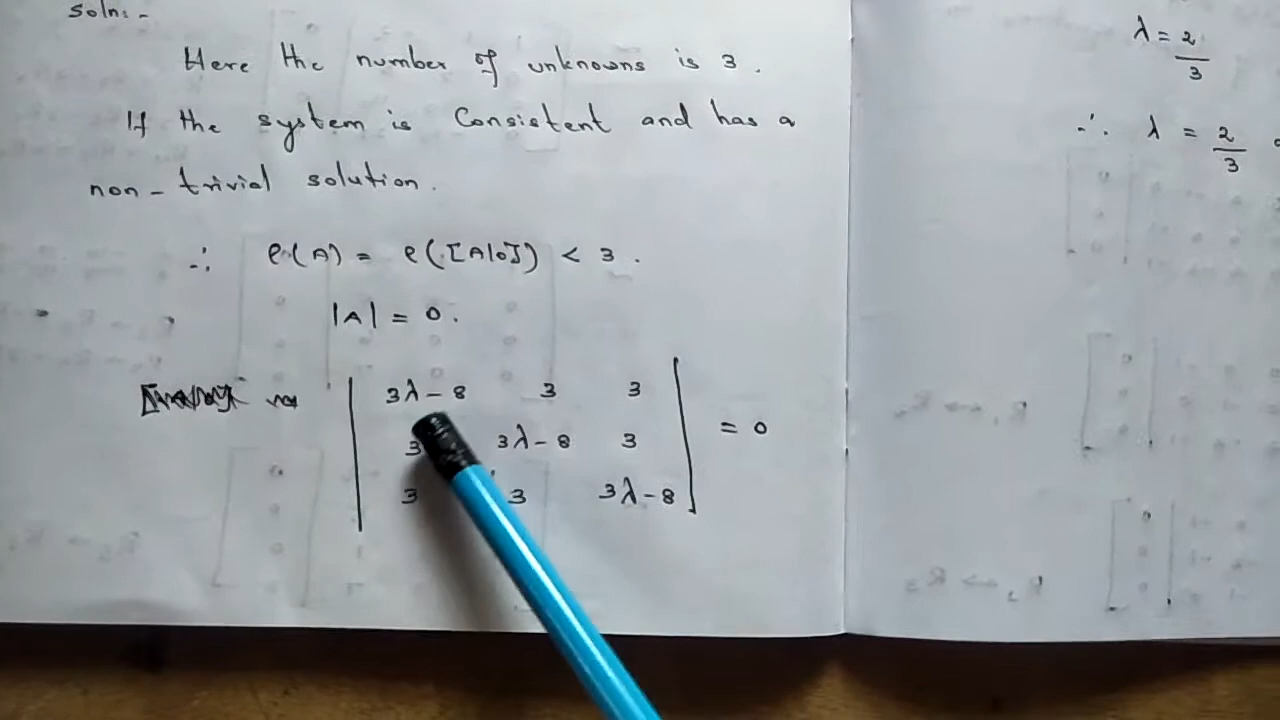 Soln:-
Here the number of unknowns is 3.
If the system is Consistent and has a
non-trivial solution.
∴ ρ(A) = ρ([A|0]) < 3.
|A| = 0.
3λ-8 3 3
3 3λ-8 3 = 0
3 3 3λ-8
λ = 2/3
∴ λ = 2/3